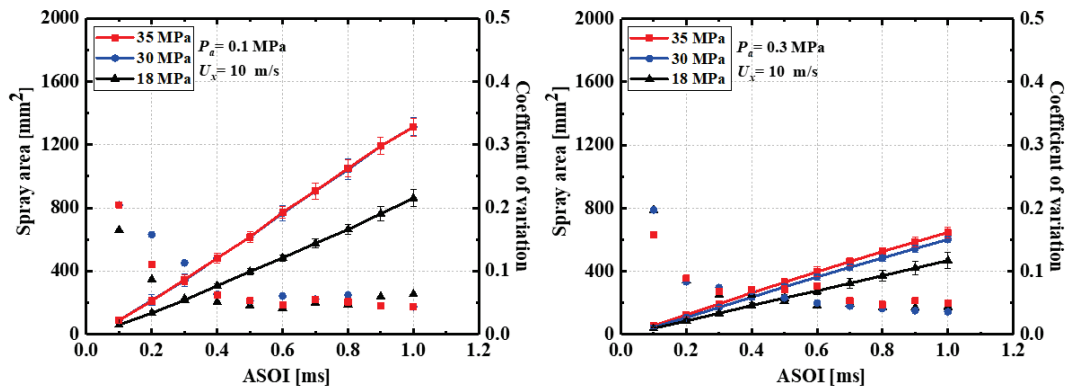 2000
1600
1200
800
400
0
Spray area [mm²]
35 MPa
30 MPa
18 MPa
Pₐ= 0.1 MPa
Uₓ= 10 m/s
0.5
0.4
0.3
0.2
0.1
0.0
Coefficient of variation
0.0 0.2 0.4 0.6 0.8 1.0 1.2
ASOI [ms]
2000
1600
1200
800
400
0
Spray area [mm²]
35 MPa
30 MPa
18 MPa
Pₐ= 0.3 MPa
Uₓ= 10 m/s
0.5
0.4
0.3
0.2
0.1
0.0
Coefficient of variation
0.0 0.2 0.4 0.6 0.8 1.0 1.2
ASOI [ms]